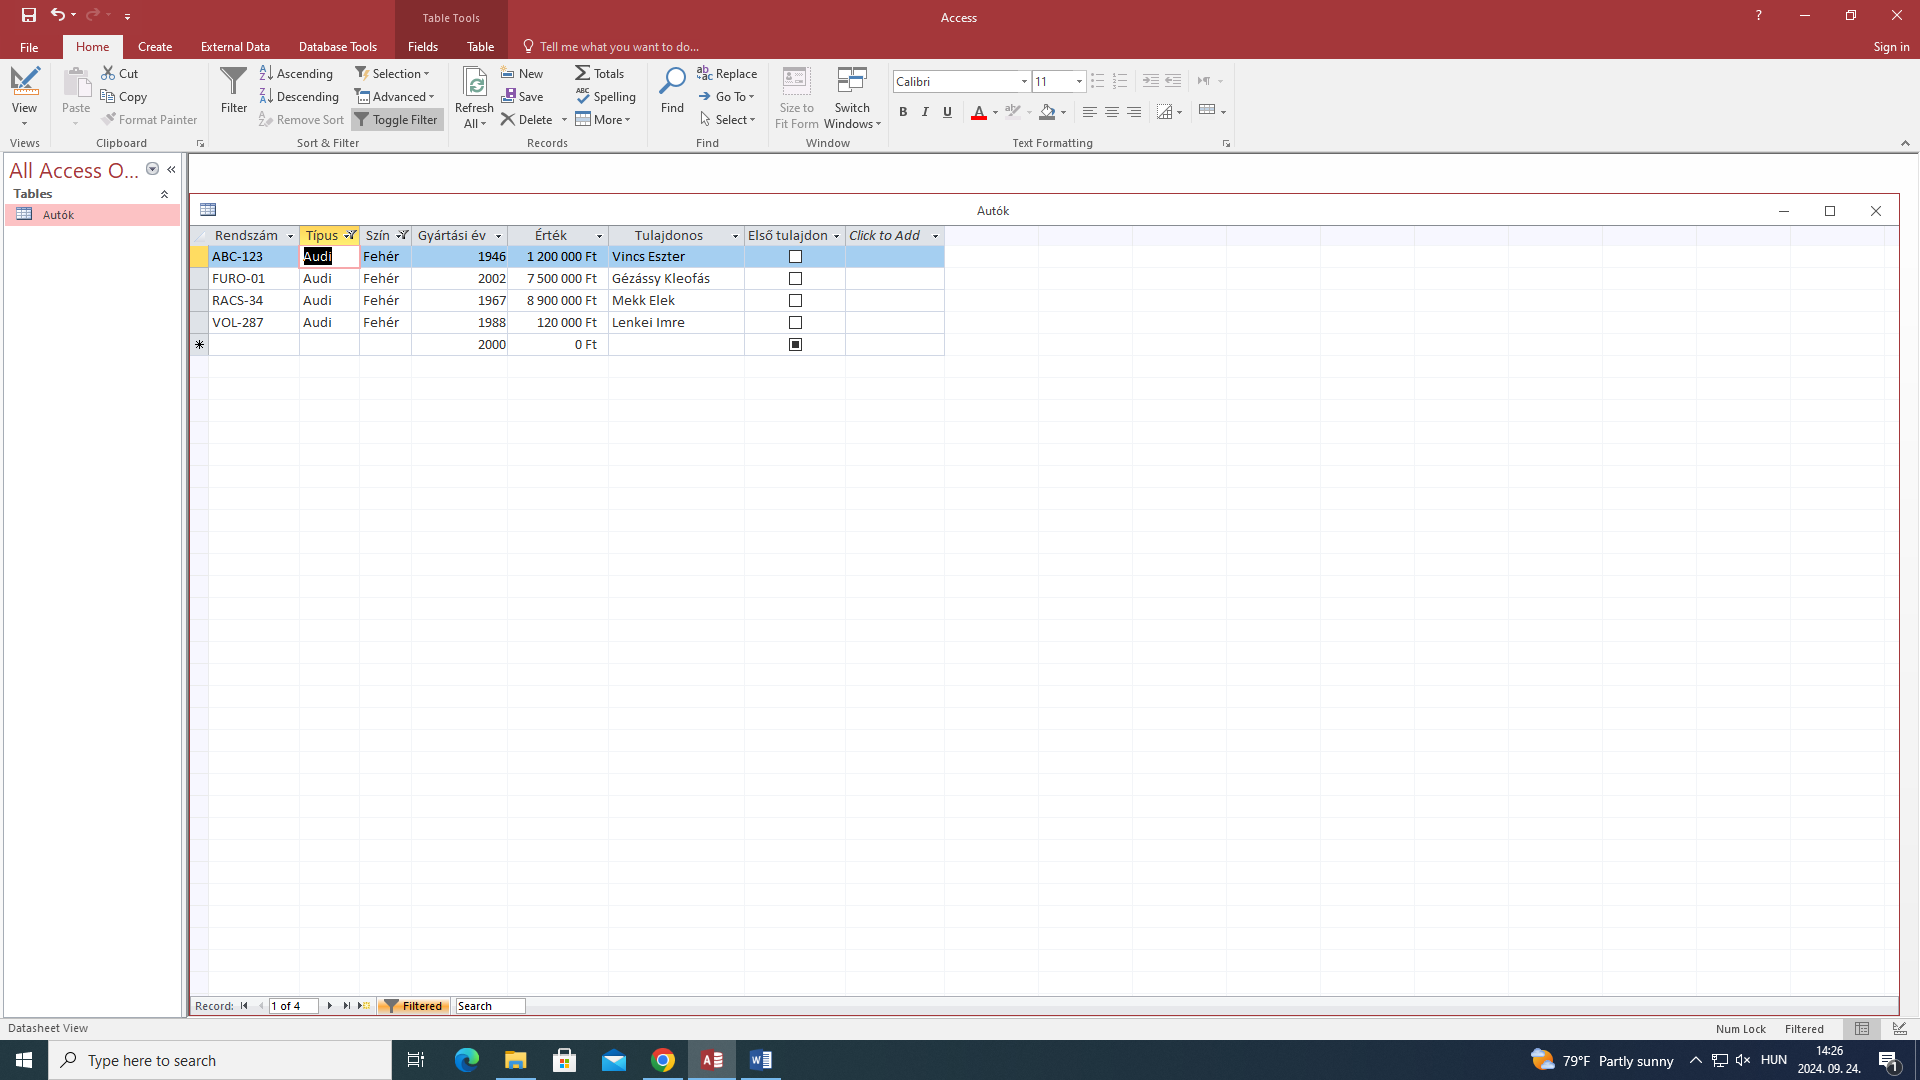 Table Tools
Access
?
File
Home
Create
External Data
Database Tools
Fields
Table
Tell me what you want to do...
Sign in
View
Paste
Cut
Copy
Format Painter
Filter
Ascending
Descending
Remove Sort
Selection
Advanced
Toggle Filter
Refresh All
New
Save
Delete
Totals
Spelling
More
Find
Replace
Go To
Select
Size to Fit Form
Switch Windows
Calibri
11
B I U
Views
Clipboard
Sort & Filter
Records
Find
Window
Text Formatting
All Access O...
Tables
Autók
Autók
Rendszám Típus Szín Gyártási év Érték Tulajdonos Első tulajdon Click to Add
ABC-123 Audi Fehér 1946 1 200 000 Ft Vincs Eszter
FURO-01 Audi Fehér 2002 7 500 000 Ft Gézássy Kleofás
RACS-34 Audi Fehér 1967 8 900 000 Ft Mekk Elek
VOL-287 Audi Fehér 1988 120 000 Ft Lenkei Imre
2000 0 Ft
Record: 1 of 4 Filtered Search
Datasheet View
Num Lock Filtered
Type here to search
79°F Partly sunny
HUN
14:26
2024. 09. 24.
1